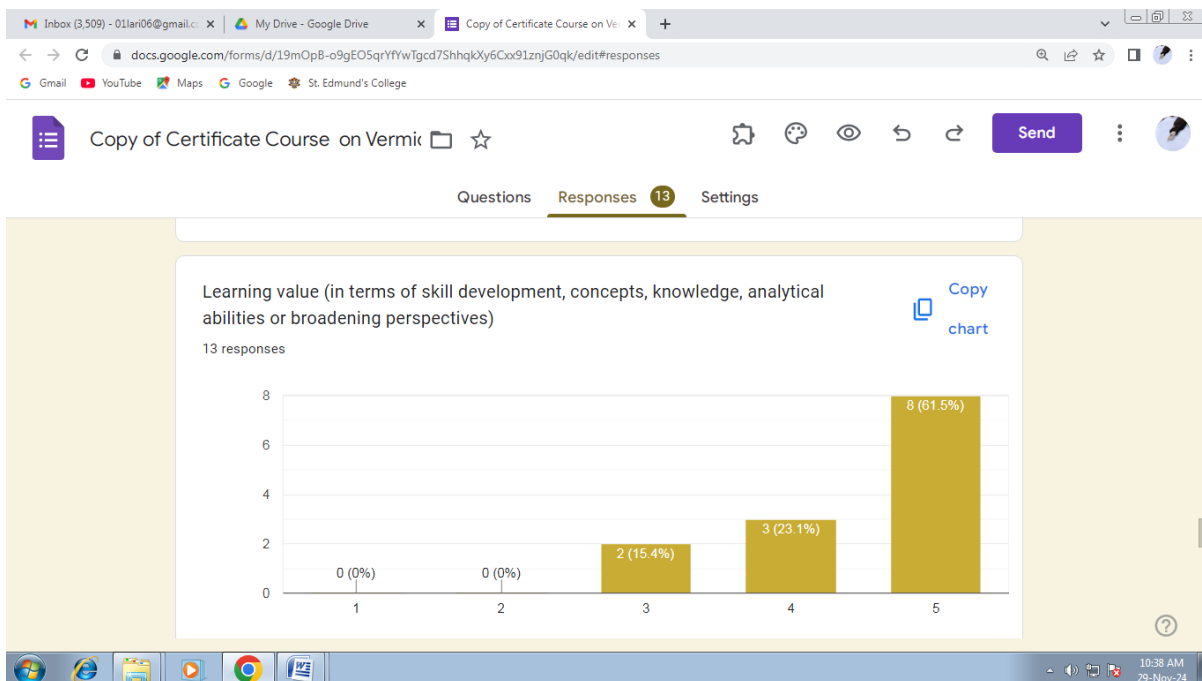 Inbox (3,509) - 01lari06@gmail.c
My Drive - Google Drive
Copy of Certificate Course on Ver
docs.google.com/forms/d/19mOpB-o9gEO5qrYfYwTgcd7ShhqkXy6Cxx91znjG0qk/edit#responses
Gmail YouTube Maps Google St. Edmund's College
Copy of Certificate Course on Vermic
Send
Questions Responses 13 Settings
Learning value (in terms of skill development, concepts, knowledge, analytical
abilities or broadening perspectives)
Copy
chart
13 responses
8
6
4
2
0
0 (0%) 0 (0%) 2 (15.4%) 3 (23.1%) 8 (61.5%)
1 2 3 4 5
10:38 AM
29-Nov-24